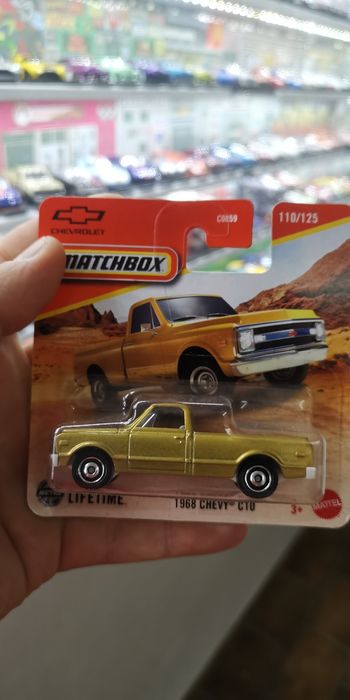 CHEVROLET
C0859
110/125
MATCHBOX
LIFETIME
1968 CHEVY C10
3+
MATTEL